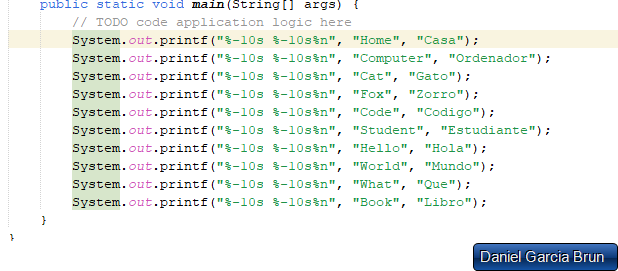 public static void main(String[] args) {
// TODO code application logic here
System.out.printf("%-10s %-10s%n", "Home", "Casa");
System.out.printf("%-10s %-10s%n", "Computer", "Ordenador");
System.out.printf("%-10s %-10s%n", "Cat", "Gato");
System.out.printf("%-10s %-10s%n", "Fox", "Zorro");
System.out.printf("%-10s %-10s%n", "Code", "Codigo");
System.out.printf("%-10s %-10s%n", "Student", "Estudiante");
System.out.printf("%-10s %-10s%n", "Hello", "Hola");
System.out.printf("%-10s %-10s%n", "World", "Mundo");
System.out.printf("%-10s %-10s%n", "What", "Que");
System.out.printf("%-10s %-10s%n", "Book", "Libro");
}
}
Daniel Garcia Brun